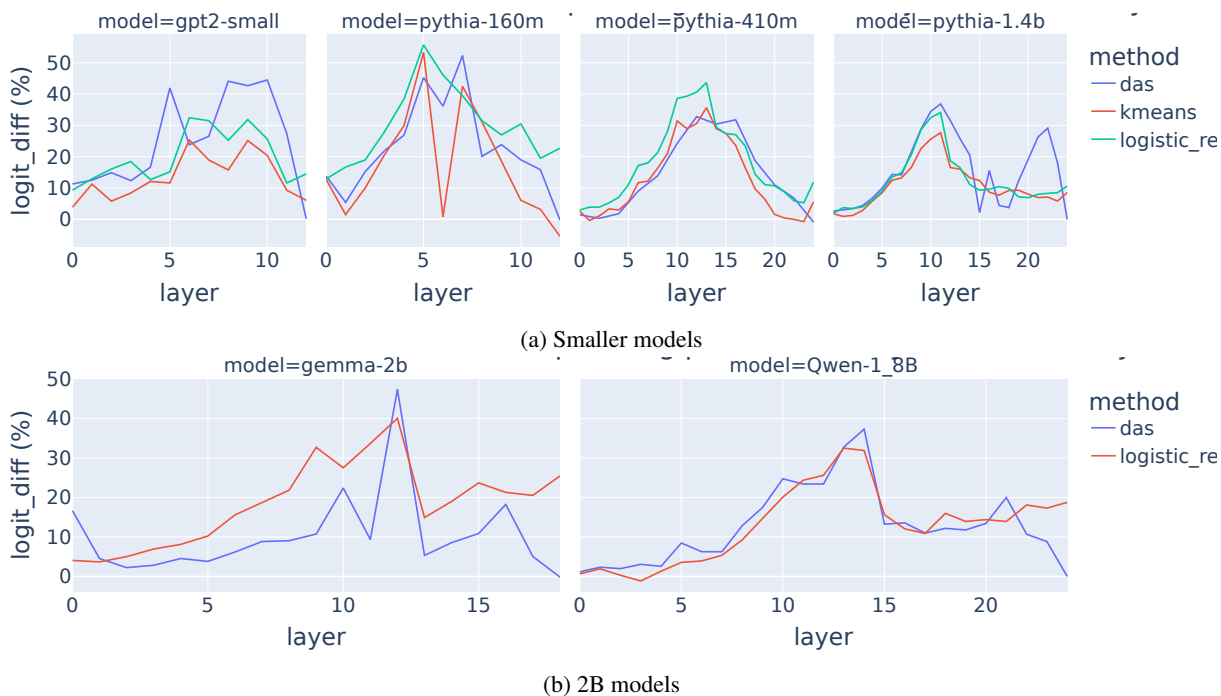 model=gpt2-small model=pythia-160m model=pythia-410m model=pythia-1.4b
logit_diff (%)
50
40
30
20
10
0
0 5 10 0 5 10 0 5 10 15 20 0 5 10 15 20
layer layer layer layer
method
das
kmeans
logistic_re
(a) Smaller models
model=gemma-2b model=Qwen-1_8B
logit_diff (%)
50
40
30
20
10
0
0 5 10 15 0 5 10 15 20
layer layer
method
das
logistic_re
(b) 2B models